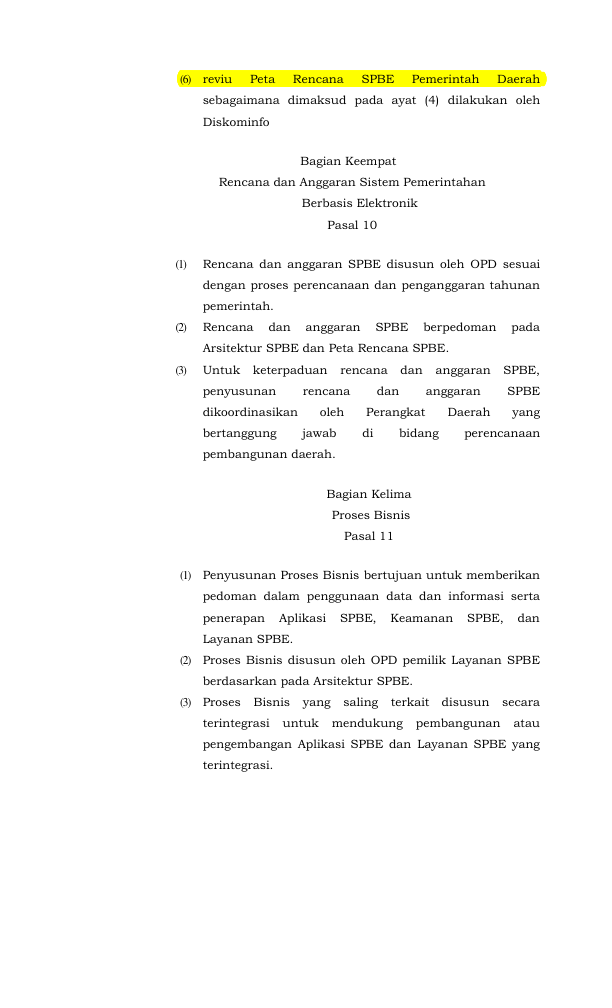 (6) reviu Peta Rencana SPBE Pemerintah Daerah
sebagaimana dimaksud pada ayat (4) dilakukan oleh
Diskominfo
Bagian Keempat
Rencana dan Anggaran Sistem Pemerintahan
Berbasis Elektronik
Pasal 10
(1) Rencana dan anggaran SPBE disusun oleh OPD sesuai
dengan proses perencanaan dan penganggaran tahunan
pemerintah.
(2) Rencana dan anggaran SPBE berpedoman pada
Arsitektur SPBE dan Peta Rencana SPBE.
(3) Untuk keterpaduan rencana dan anggaran SPBE,
penyusunan rencana dan anggaran SPBE
dikoordinasikan oleh Perangkat Daerah yang
bertanggung jawab di bidang perencanaan
pembangunan daerah.
Bagian Kelima
Proses Bisnis
Pasal 11
(1) Penyusunan Proses Bisnis bertujuan untuk memberikan
pedoman dalam penggunaan data dan informasi serta
penerapan Aplikasi SPBE, Keamanan SPBE, dan
Layanan SPBE.
(2) Proses Bisnis disusun oleh OPD pemilik Layanan SPBE
berdasarkan pada Arsitektur SPBE.
(3) Proses Bisnis yang saling terkait disusun secara
terintegrasi untuk mendukung pembangunan atau
pengembangan Aplikasi SPBE dan Layanan SPBE yang
terintegrasi.